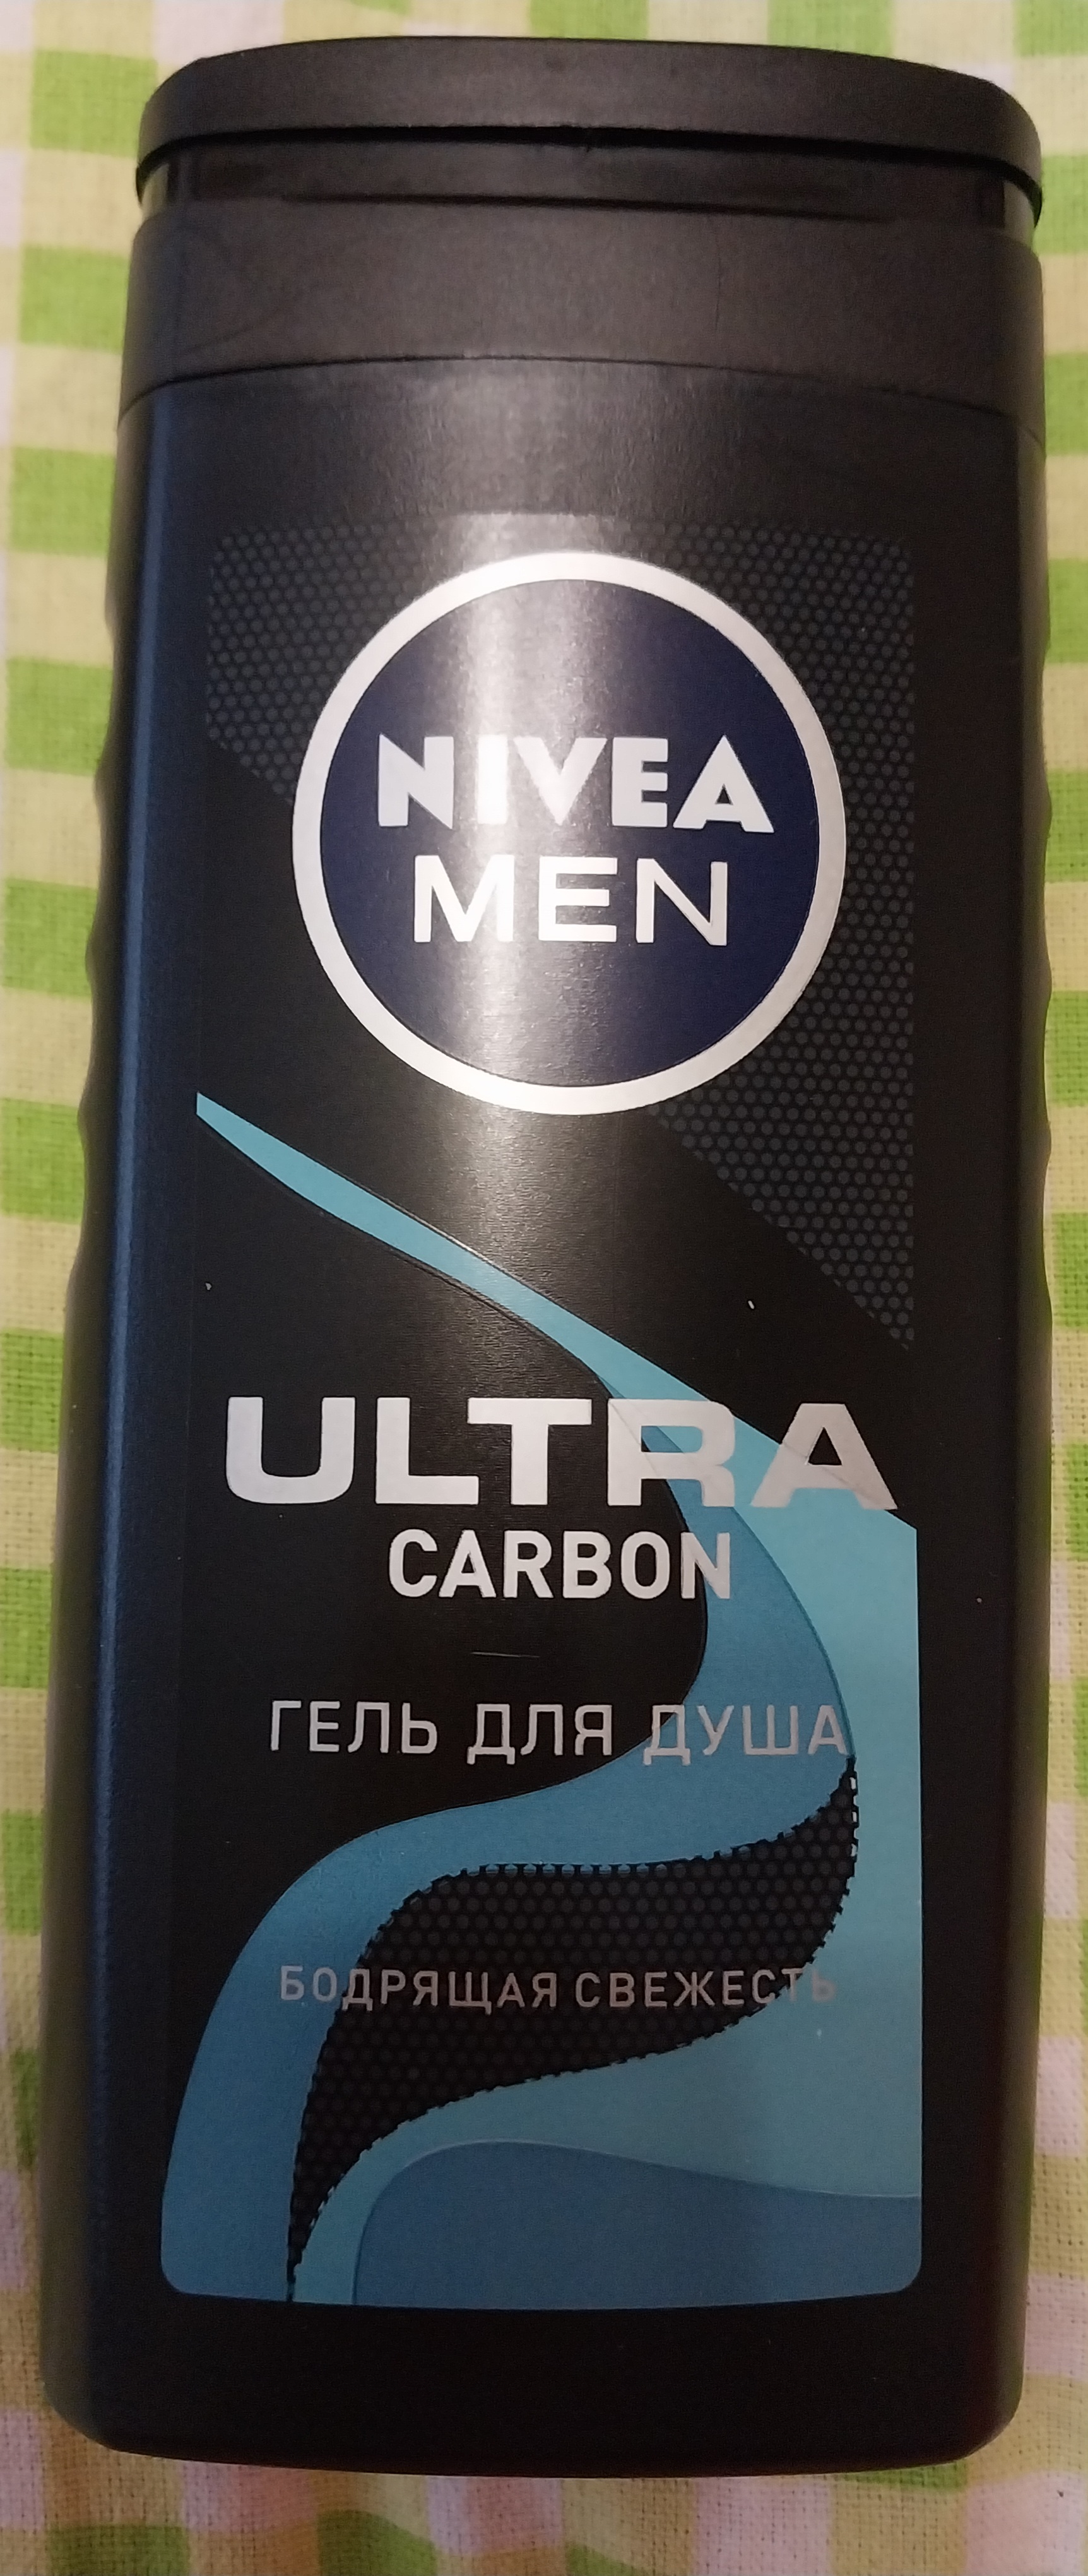 NIVEA
MEN
ULTRA
CARBON
ГЕЛЬ ДЛЯ ДУША
БОДРЯЩАЯ СВЕЖЕСТЬ